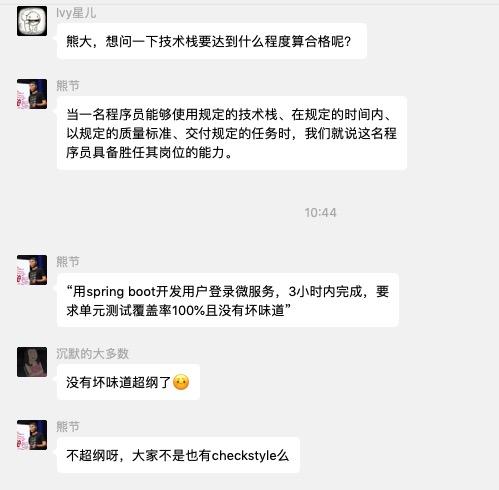 Ivy星儿
熊大，想问一下技术栈要达到什么程度算合格呢？
熊节
当一名程序员能够使用规定的技术栈、在规定的时间内、
以规定的质量标准、交付规定的任务时，我们就说这名程
序员具备胜任其岗位的能力。
10:44
熊节
“用spring boot开发用户登录微服务，3小时内完成，要
求单元测试覆盖率100%且没有坏味道”
沉默的大多数
没有坏味道超纲了
熊节
不超纲呀，大家不是也有checkstyle么